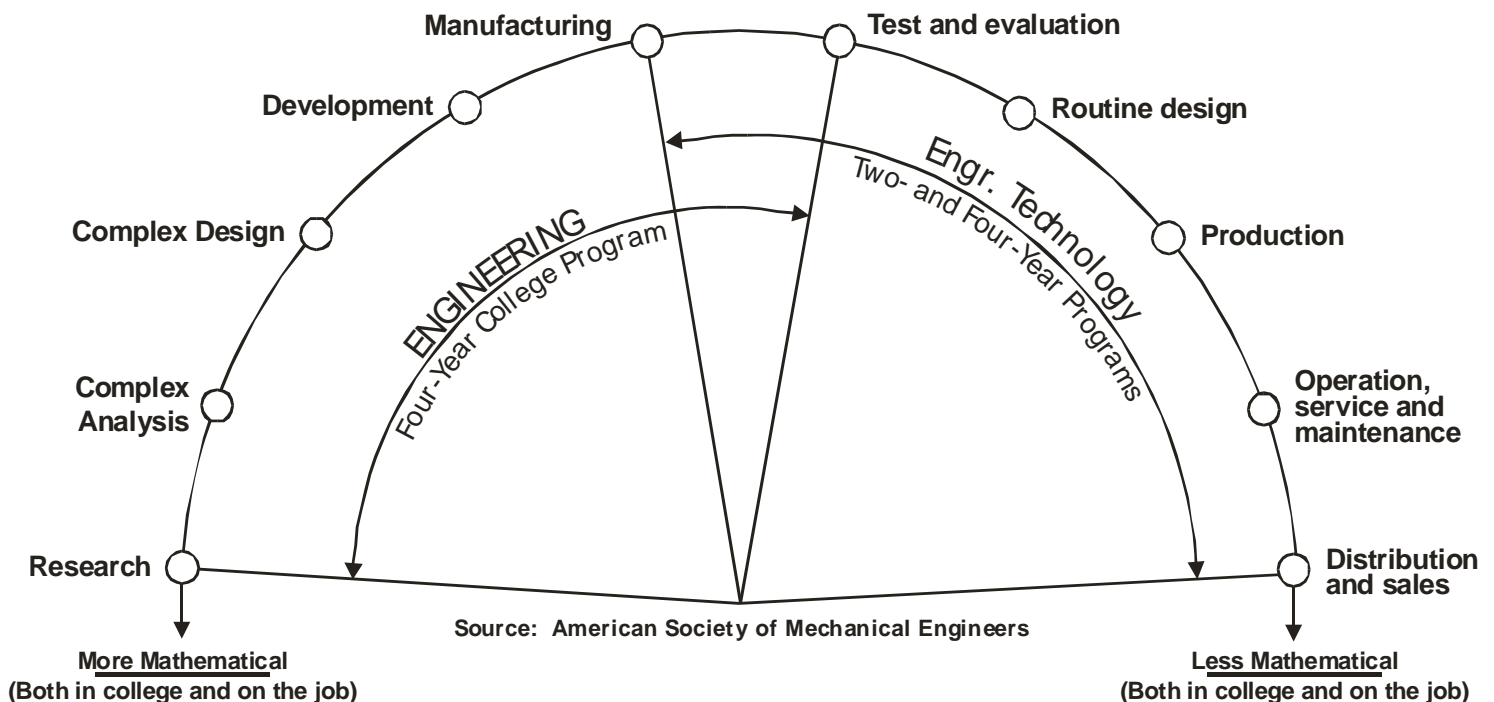 Manufacturing
Test and evaluation
Development
Routine design
Complex Design
Production
ENGINEERING
Four-Year College Program
Engr. Technology
Two- and Four-Year Programs
Complex
Analysis
Operation,
service and
maintenance
Research
Distribution
and sales
Source: American Society of Mechanical Engineers
More Mathematical
(Both in college and on the job)
Less Mathematical
(Both in college and on the job)